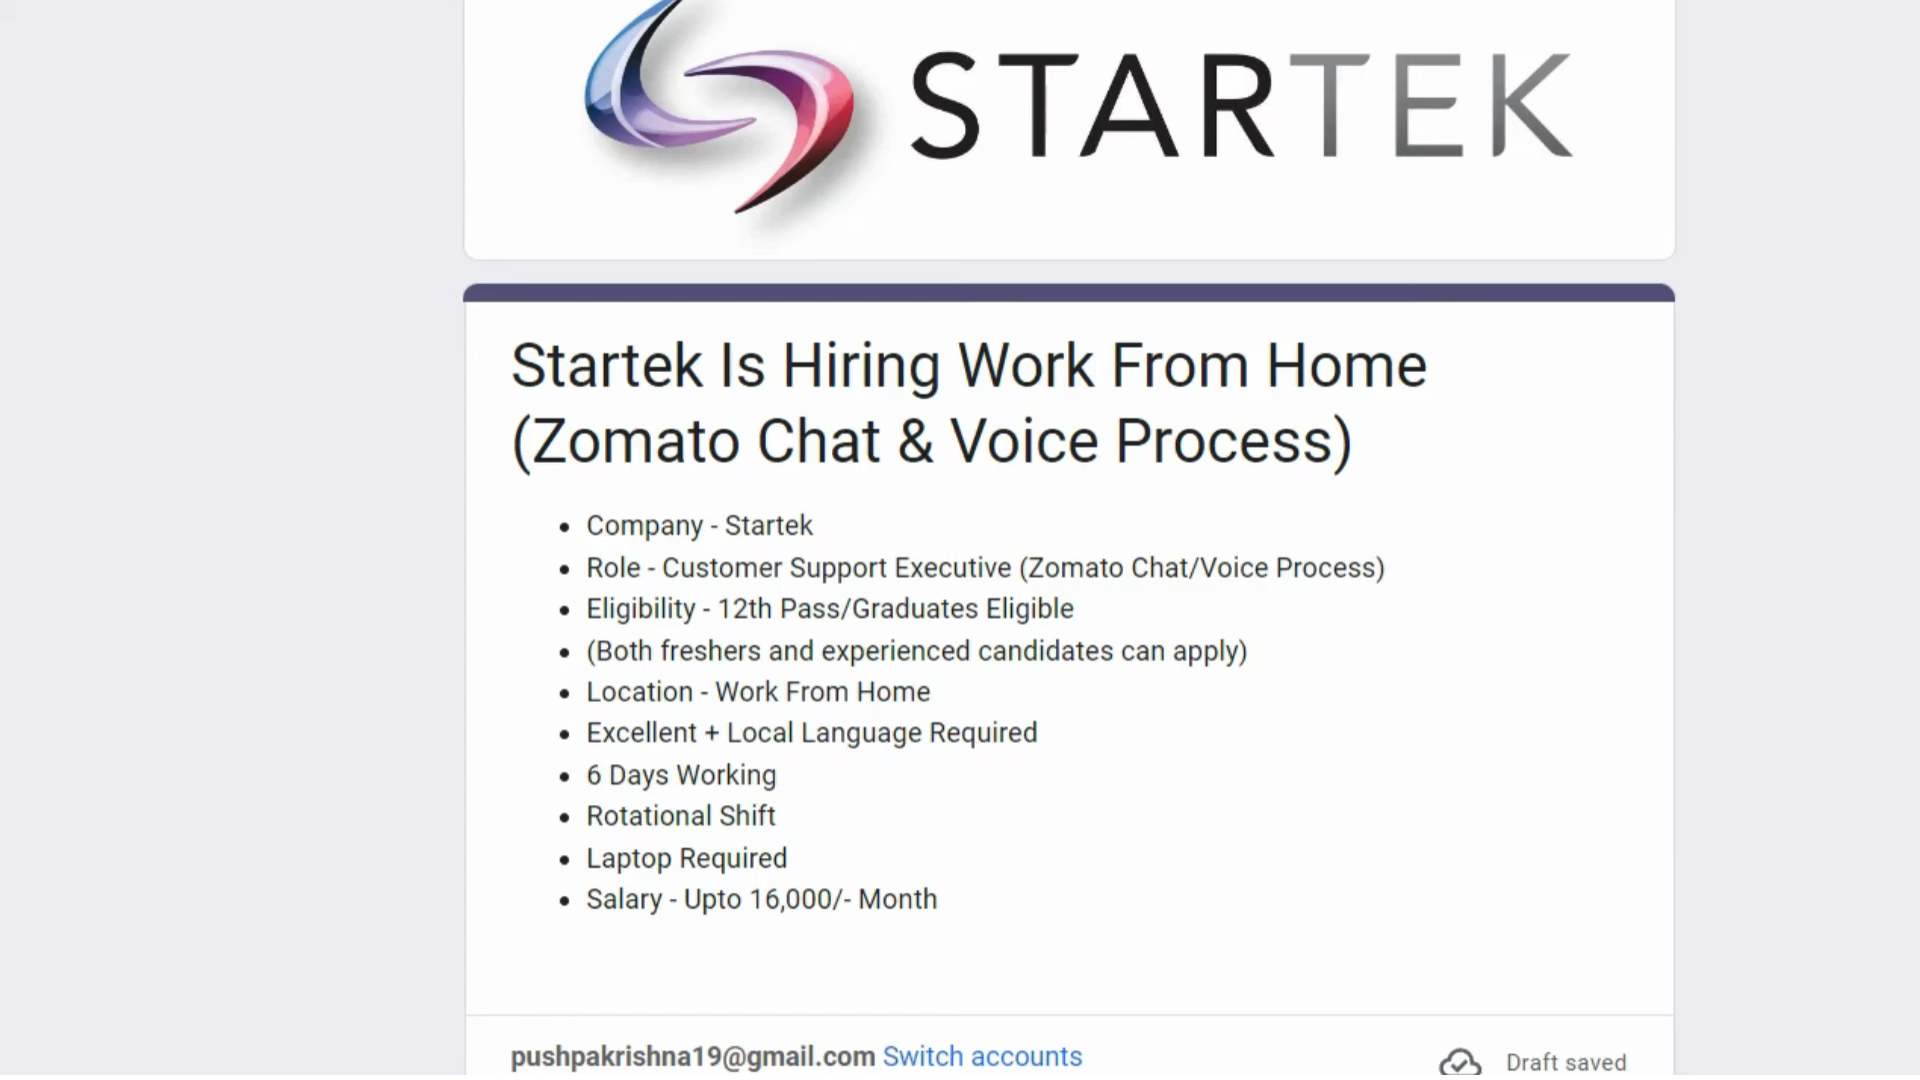 STARTEK
Startek Is Hiring Work From Home
(Zomato Chat & Voice Process)
• Company - Startek
• Role - Customer Support Executive (Zomato Chat/Voice Process)
• Eligibility - 12th Pass/Graduates Eligible
• (Both freshers and experienced candidates can apply)
• Location - Work From Home
• Excellent + Local Language Required
• 6 Days Working
• Rotational Shift
• Laptop Required
• Salary - Upto 16,000/- Month
pushpakrishna19@gmail.com Switch accounts
Draft saved